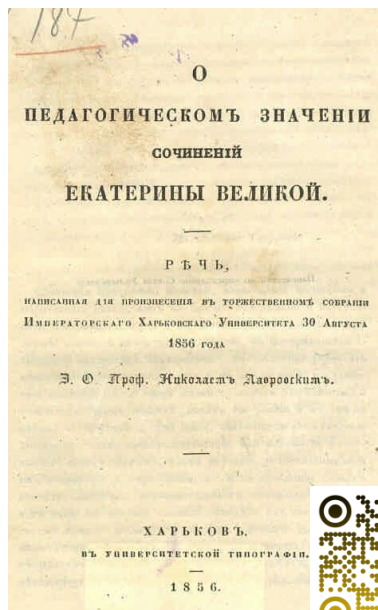 187
О
ПЕДАГОГИЧЕСКОМЪ ЗНАЧЕНІИ
СОЧИНЕНІЙ
ЕКАТЕРИНЫ ВЕЛИКОЙ.
РѢЧЬ,
НАПИСАННАЯ ДЛЯ ПРОИЗНЕСЕНІЯ ВЪ ТОРЖЕСТВЕННОМЪ СОБРАНІИ
ИМПЕРАТОРСКАГО ХАРЬКОВСКАГО УНИВЕРСИТЕТА 30 АВГУСТА
1856 ГОДА
Э. О. Проф. Николаемъ Лавровскимъ.
ХАРЬКОВЪ,
ВЪ УНИВЕРСИТЕТСКОЙ ТИПОГРАФІИ.
1856.